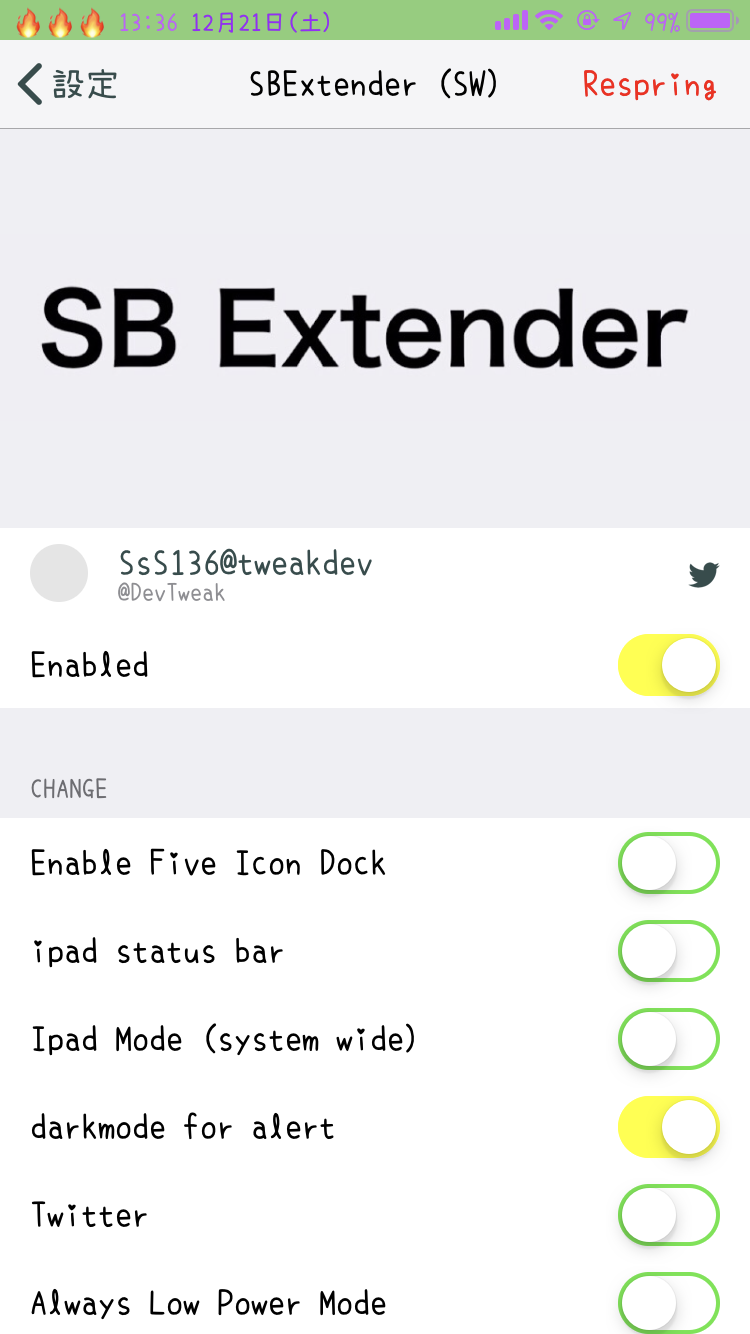 🔥🔥🔥 13:36 12月21日(土) 99%
設定 SBExtender (SW) Respring
SB Extender
SsS136@tweakdev
@DevTweak
Enabled
CHANGE
Enable Five Icon Dock
ipad status bar
Ipad Mode (system wide)
darkmode for alert
Twitter
Always Low Power Mode